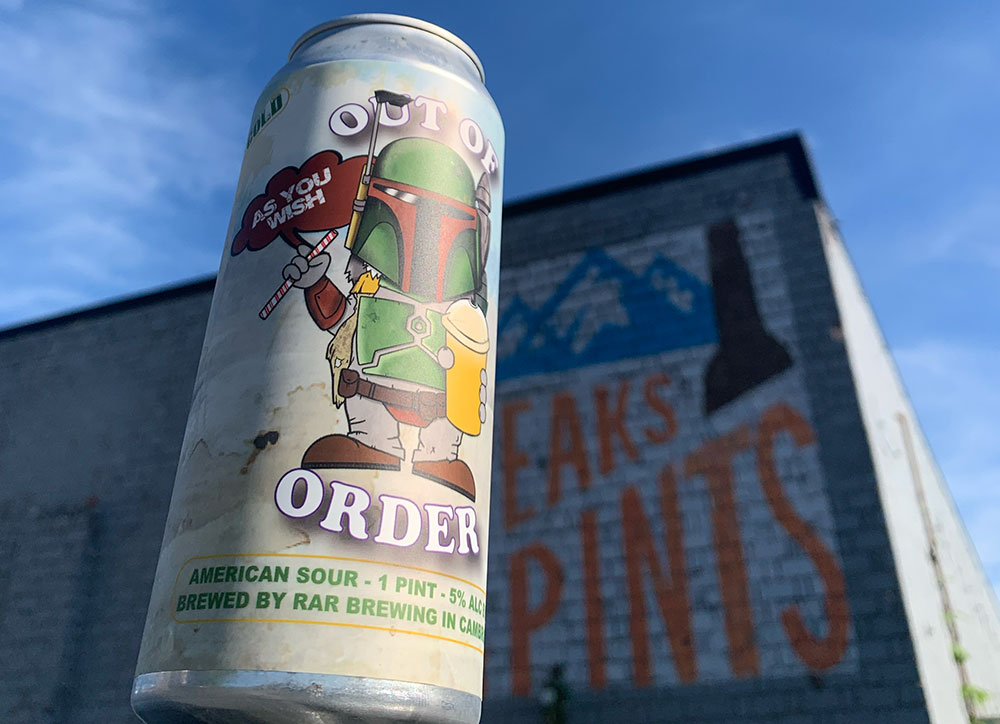 OUT OF
AS YOU
WISH
ORDER
AMERICAN SOUR - 1 PINT - 5% ALC
BREWED BY RAR BREWING IN CAMB
EAKS
PINTS